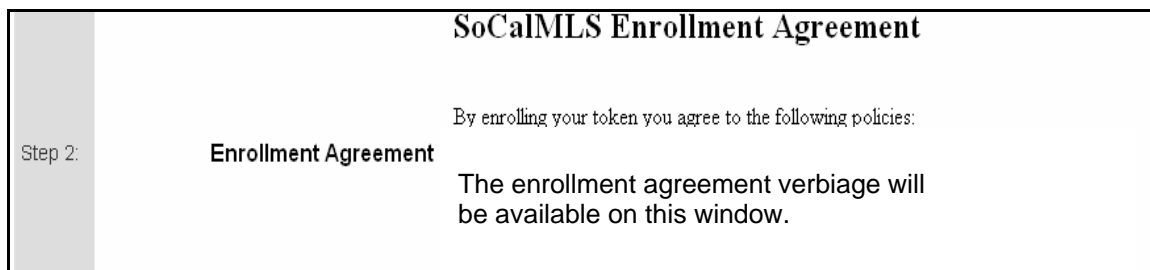 SoCalMLS Enrollment Agreement
By enrolling your token you agree to the following policies:
Step 2:
Enrollment Agreement
The enrollment agreement verbiage will
be available on this window.